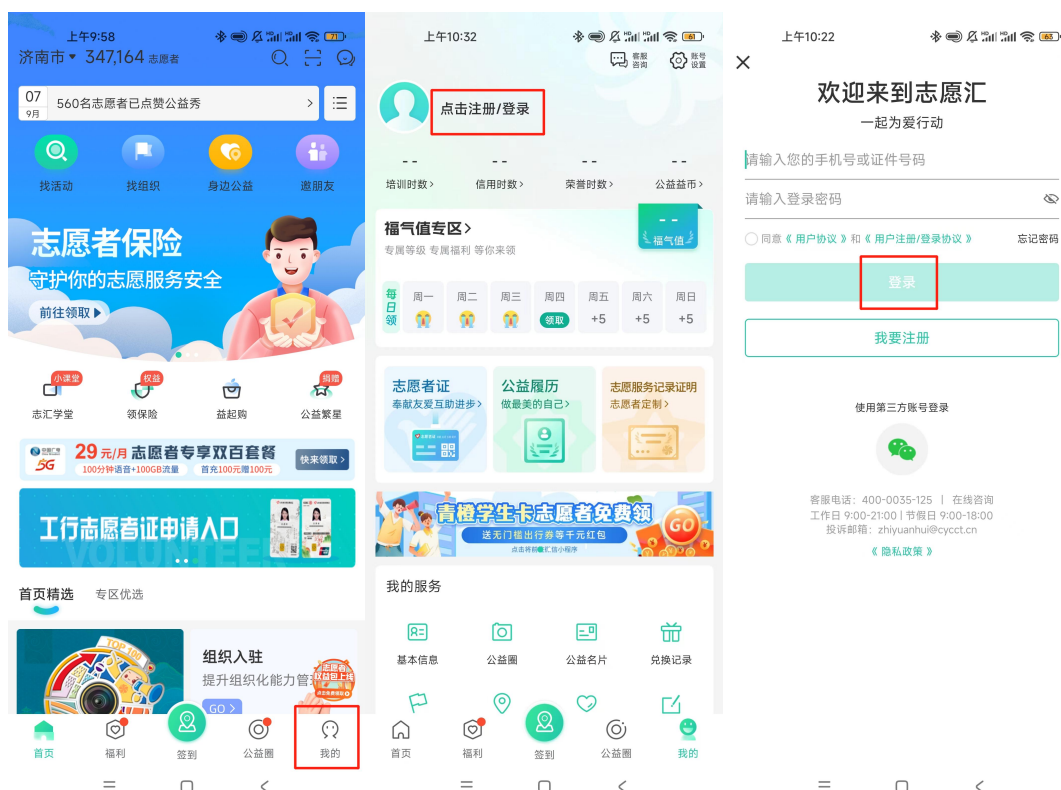 上午9:58
71
济南市 347,164 志愿者
07
9月
560名志愿者已点赞公益秀
找活动
找组织
身边公益
邀朋友
志愿者保险
守护你的志愿服务安全
前往领取
小课堂
权益
捐赠
志汇学堂
领保险
益起购
公益繁星
中国广电
5G
29元/月 志愿者专享双百套餐
100分钟语音+100GB流量
首充100元赠100元
快来领取
工行志愿者证申请入口
VOLUNTEER
首页精选
专区优选
TOP 100
组织入驻
提升组织化能力管
GO
志愿者
权益包上线
首页
福利
签到
公益圈
我的
上午10:32
61
客服咨询
账号设置
点击注册/登录
--
--
--
--
培训时数
信用时数
荣誉时数
公益益币
福气值专区
专属等级 专属福利 等你来领
--
福气值
每日领
周一
周二
周三
周四
周五
周六
周日
领取
+5
+5
+5
志愿者证
奉献友爱互助进步
公益履历
做最美的自己
志愿服务记录证明
志愿者定制
青橙学生卡志愿者免费领
送无门槛出行券等千元红包
GO
我的服务
基本信息
公益圈
公益名片
兑换记录
首页
福利
签到
公益圈
我的
上午10:22
63
欢迎来到志愿汇
一起为爱行动
请输入您的手机号或证件号码
请输入登录密码
同意《 用户协议 》和《 用户注册/登录协议 》
忘记密码
登录
我要注册
使用第三方账号登录
客服电话：400-0035-125 | 在线咨询
工作日 9:00-21:00 | 节假日 9:00-18:00
投诉邮箱：zhiyuanhui@cycct.cn
《 隐私政策 》